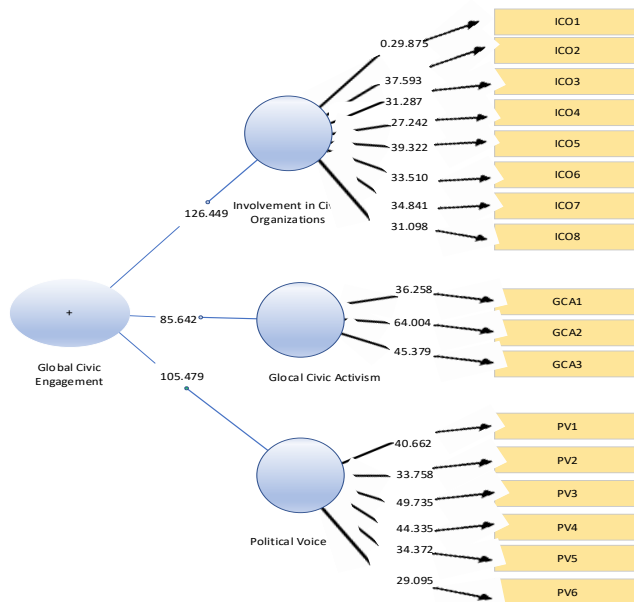 ICO1
0.29.875
ICO2
37.593
ICO3
31.287
ICO4
27.242
ICO5
39.322
ICO6
33.510
ICO7
34.841
ICO8
31.098
126.449
Involvement in Ci
Organizations
36.258
GCA1
64.004
GCA2
45.379
GCA3
+
85.642
Global Civic
Engagement
105.479
Glocal Civic Activism
PV1
40.662
PV2
33.758
PV3
49.735
PV4
44.335
PV5
34.372
Political Voice
29.095
PV6